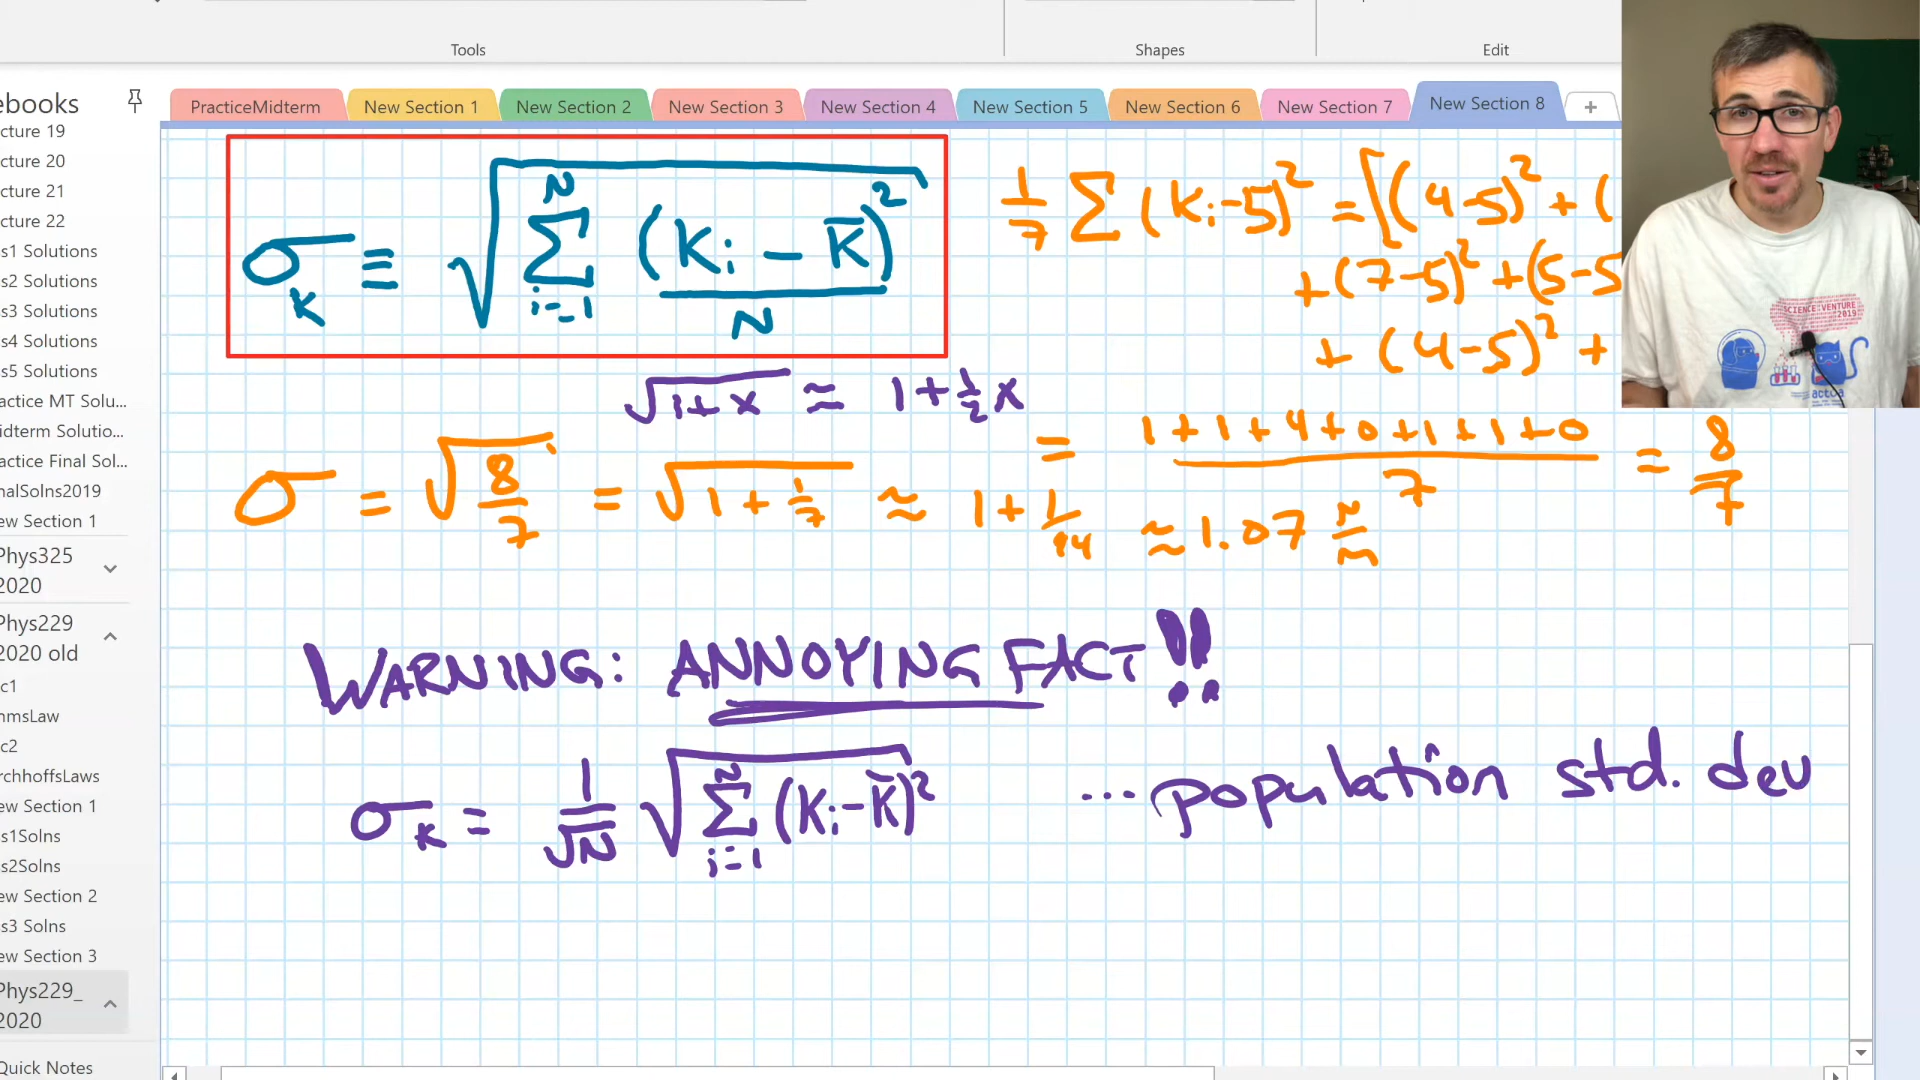 Tools
Shapes
Edit
ebooks
PracticeMidterm
New Section 1
New Section 2
New Section 3
New Section 4
New Section 5
New Section 6
New Section 7
New Section 8
+
cture 19
cture 20
cture 21
cture 22
s1 Solutions
s2 Solutions
s3 Solutions
s4 Solutions
s5 Solutions
actice MT Solu...
idterm Solutio...
actice Final Sol...
nalSolns2019
ew Section 1
Phys325
2020
Phys229
2020 old
c1
hmsLaw
c2
rchhoffsLaws
ew Section 1
s1Solns
s2Solns
ew Section 2
s3 Solns
ew Section 3
Phys229_
2020
Quick Notes
σ_K ≡ √(Σ_{i=1}^{N} (K_i - K̄)²/N)
1/7 Σ (K_i-5)² = [(4-5)² + (
+ (7-5)² + (5-5
+ (4-5)² +
√(1+x) ≈ 1+½x
= (1+1+4+0+1+1+0)/7 = 8/7
σ = √(8/7) = √(1+1/7) ≈ 1+1/14 ≈ 1.07 N/m
WARNING: ANNOYING FACT!!
σ_K = 1/√N √(Σ_{i=1}^{N} (K_i-K̄)²) ... population std. dev
SCIENCE VENTURE
2019
actua